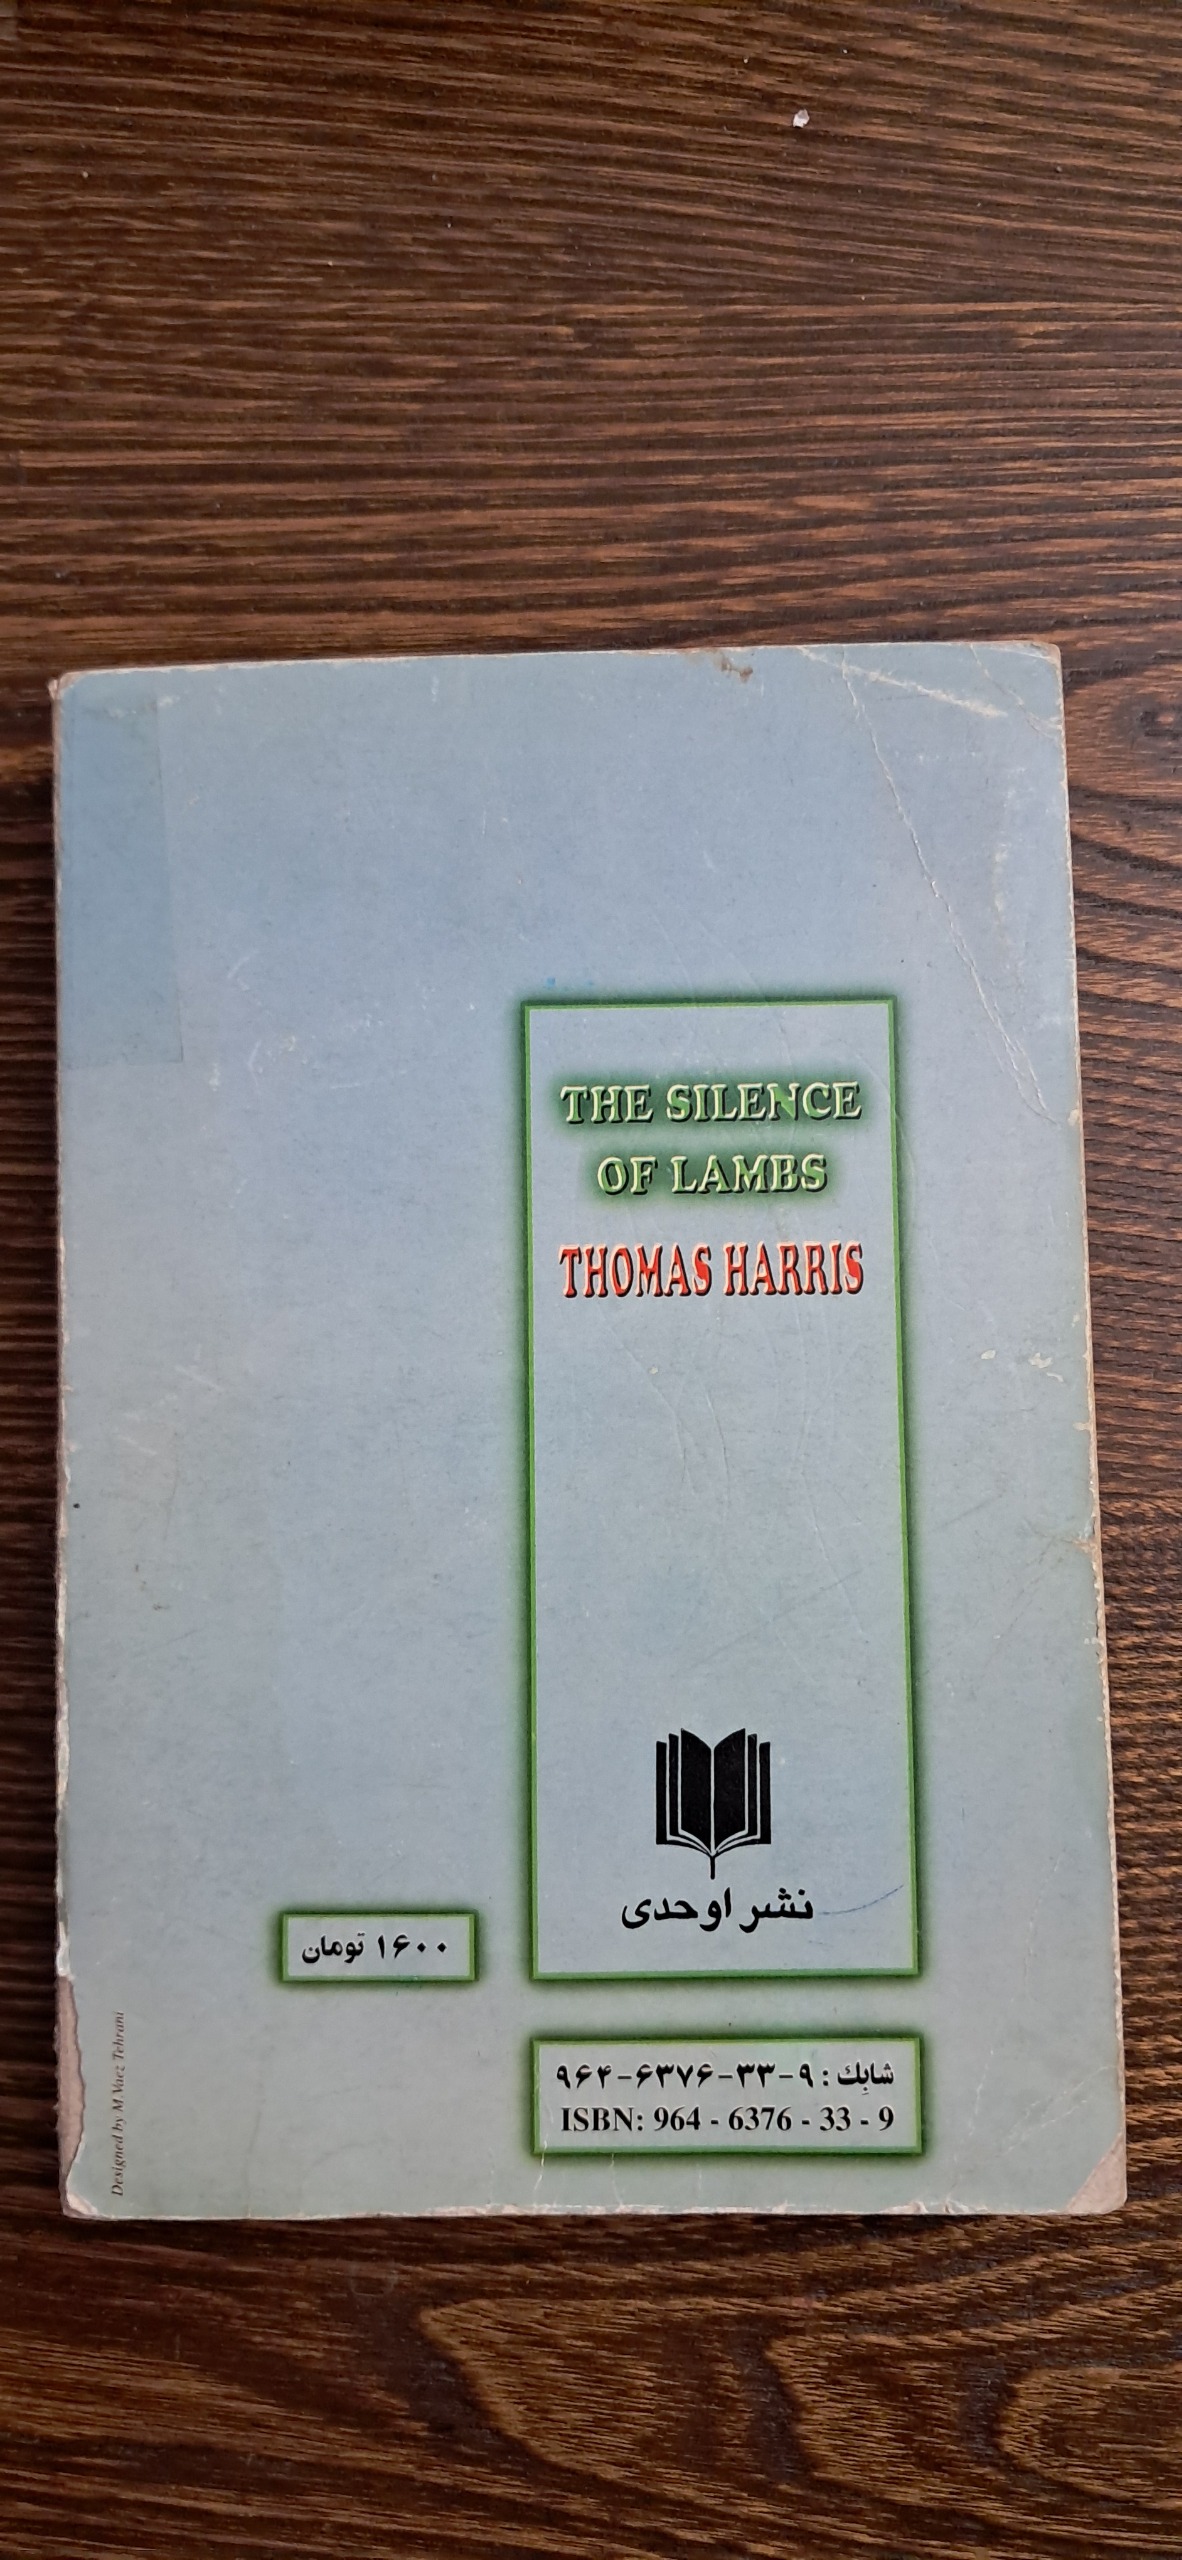 THE SILENCE
OF LAMBS
THOMAS HARRIS
نشر اوحدی
۱۶۰۰ تومان
شابک : ۹-۳۳-۶۳۷۶-۹۶۴
ISBN: 964 - 6376 - 33 - 9
Designed by M.Vaez Tehrani